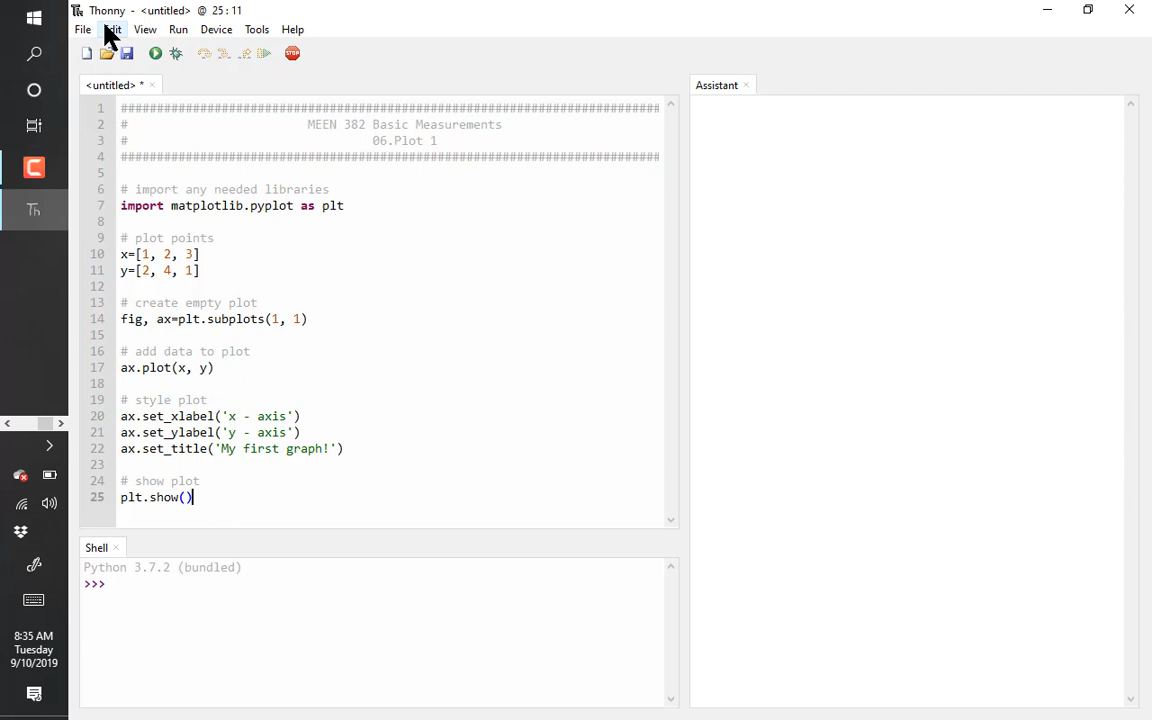 Thonny - <untitled> @ 25 : 11
File Edit View Run Device Tools Help
STOP
<untitled> * ×
Assistant ×
1 ###########################################################################
2 # MEEN 382 Basic Measurements
3 # 06.Plot 1
4 ###########################################################################
5
6 # import any needed libraries
7 import matplotlib.pyplot as plt
8
9 # plot points
10 x=[1, 2, 3]
11 y=[2, 4, 1]
12
13 # create empty plot
14 fig, ax=plt.subplots(1, 1)
15
16 # add data to plot
17 ax.plot(x, y)
18
19 # style plot
20 ax.set_xlabel('x - axis')
21 ax.set_ylabel('y - axis')
22 ax.set_title('My first graph!')
23
24 # show plot
25 plt.show()
Shell ×
Python 3.7.2 (bundled)
>>>
Th
8:35 AM
Tuesday
9/10/2019